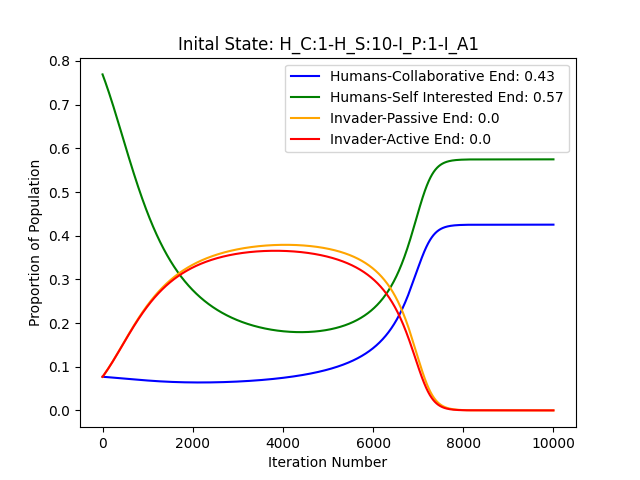 Inital State: H_C:1-H_S:10-I_P:1-I_A1
Humans-Collaborative End: 0.43
Humans-Self Interested End: 0.57
Invader-Passive End: 0.0
Invader-Active End: 0.0
Proportion of Population
0.8
0.7
0.6
0.5
0.4
0.3
0.2
0.1
0.0
0 2000 4000 6000 8000 10000
Iteration Number